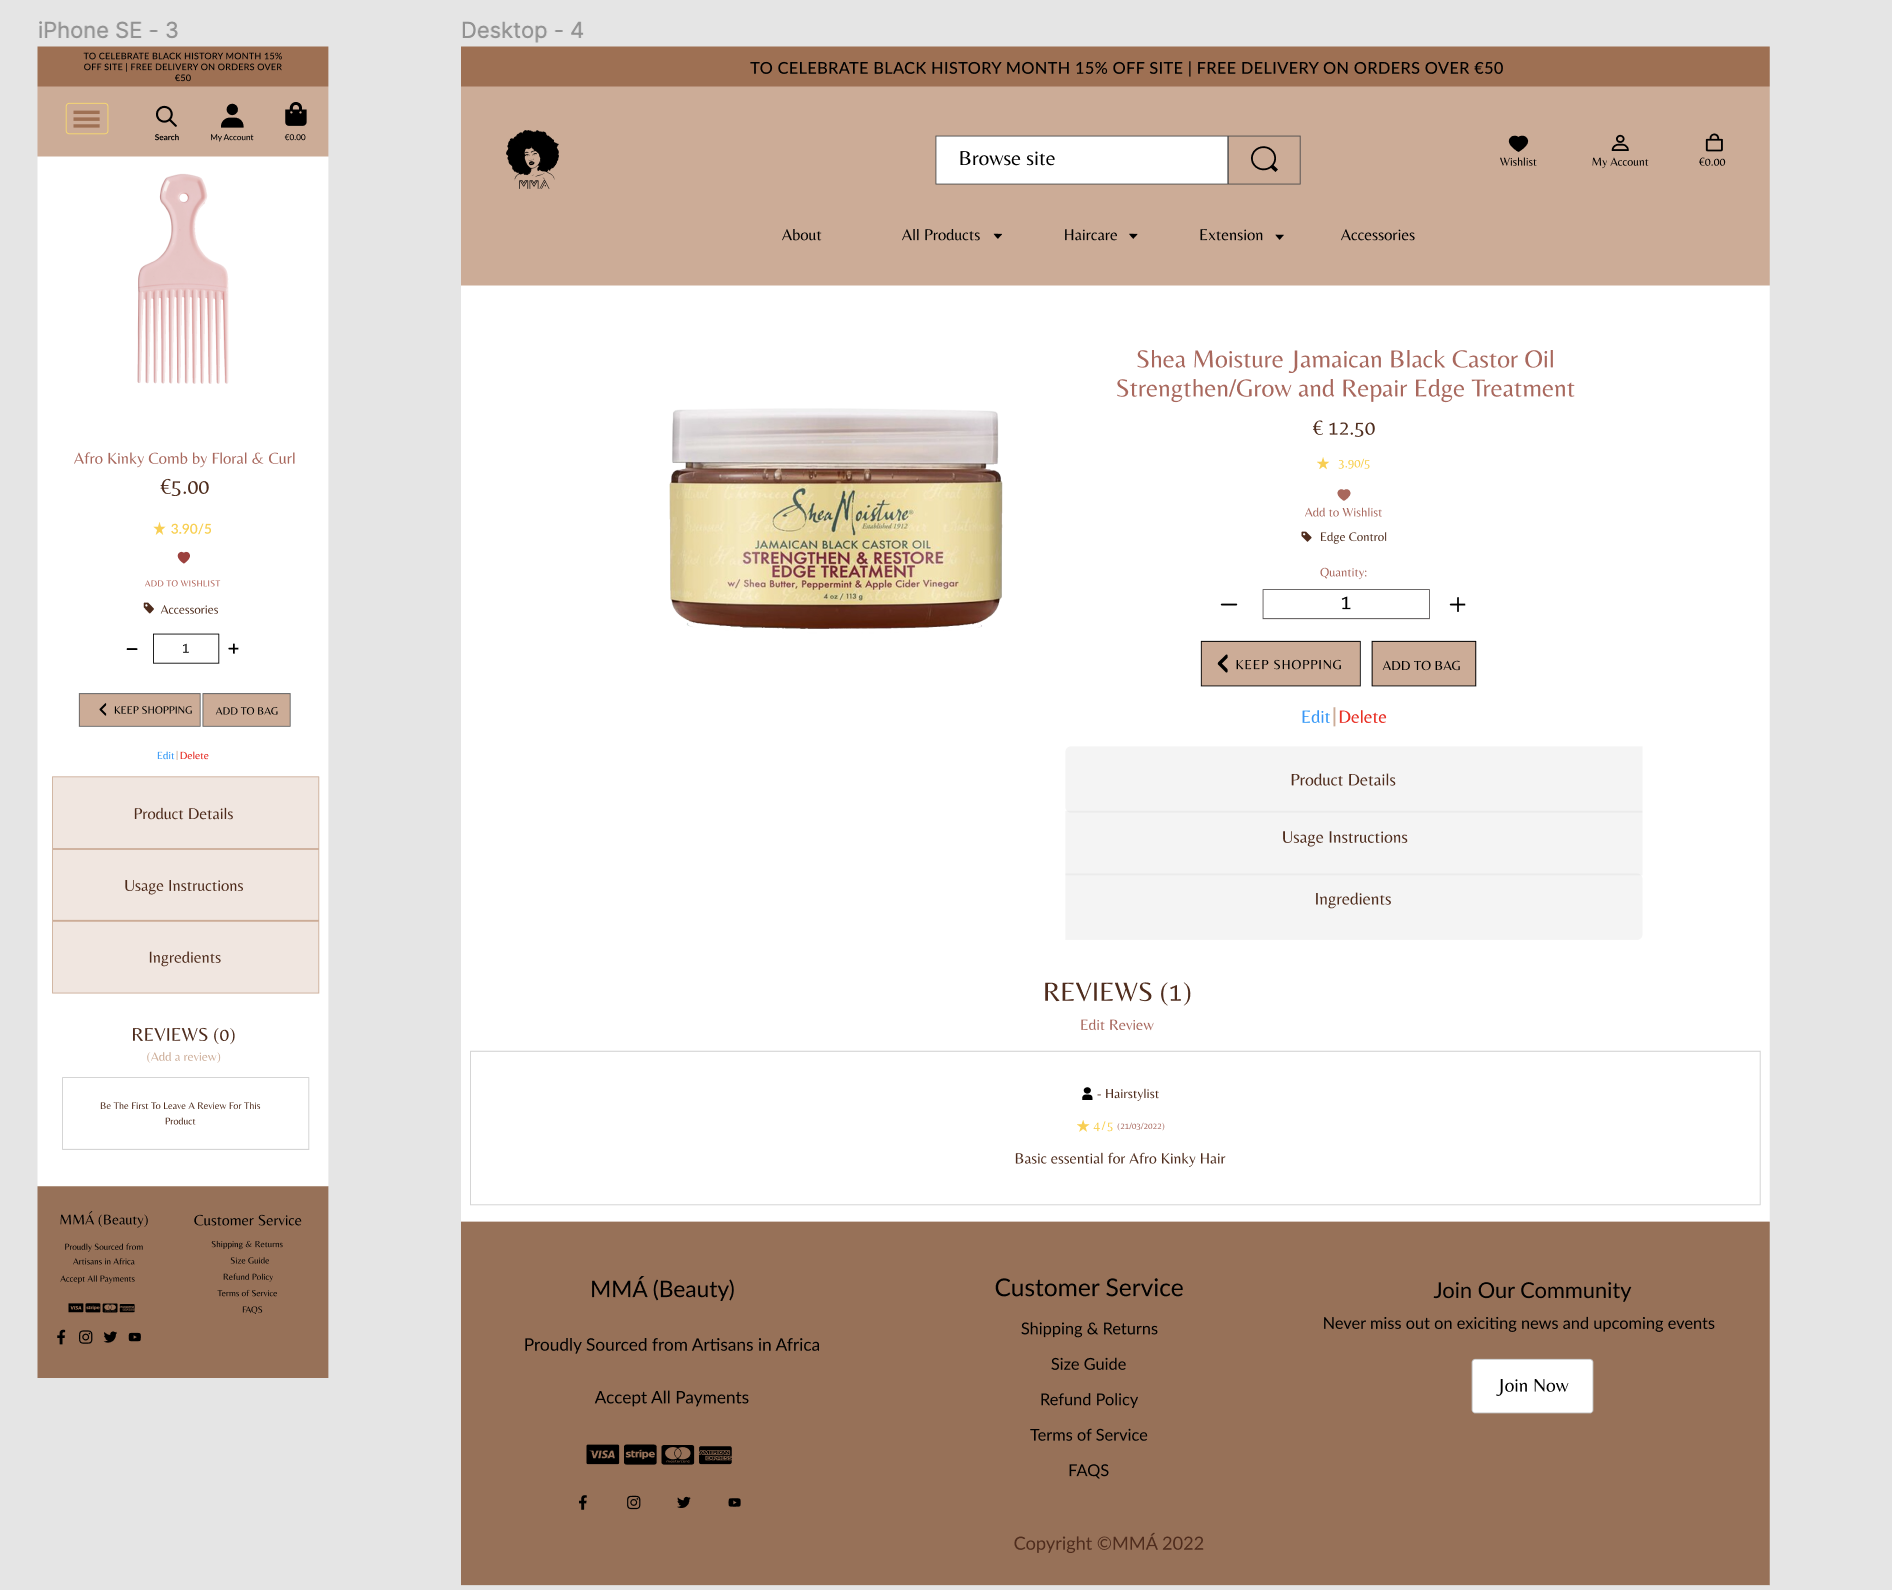 iPhone SE - 3
TO CELEBRATE BLACK HISTORY MONTH 15%
OFF SITE | FREE DELIVERY ON ORDERS OVER
€50
Search
My Account
€0.00
Afro Kinky Comb by Floral & Curl
€5.00
3.90/5
ADD TO WISHLIST
Accessories
− 1 +
KEEP SHOPPING
ADD TO BAG
Edit|Delete
Product Details
Usage Instructions
Ingredients
REVIEWS (0)
(Add a review)
Be The First To Leave A Review For This
Product
MMÁ (Beauty)
Proudly Sourced from
Artisans in Africa
Accept All Payments
VISA stripe
Customer Service
Shipping & Returns
Size Guide
Refund Policy
Terms of Service
FAQS
Desktop - 4
TO CELEBRATE BLACK HISTORY MONTH 15% OFF SITE | FREE DELIVERY ON ORDERS OVER €50
MMÁ
Browse site
Wishlist
My Account
€0.00
About
All Products
Haircare
Extension
Accessories
Shea Moisture
Established 1912
JAMAICAN BLACK CASTOR OIL
STRENGTHEN & RESTORE
EDGE TREATMENT
w/ Shea Butter, Peppermint & Apple Cider Vinegar
4 oz / 113 g
Shea Moisture Jamaican Black Castor Oil
Strengthen/Grow and Repair Edge Treatment
€ 12.50
3.90/5
Add to Wishlist
Edge Control
Quantity:
− 1 +
KEEP SHOPPING
ADD TO BAG
Edit|Delete
Product Details
Usage Instructions
Ingredients
REVIEWS (1)
Edit Review
- Hairstylist
4/5 (21/03/2022)
Basic essential for Afro Kinky Hair
MMÁ (Beauty)
Proudly Sourced from Artisans in Africa
Accept All Payments
VISA stripe mastercard AMERICAN EXPRESS
Customer Service
Shipping & Returns
Size Guide
Refund Policy
Terms of Service
FAQS
Join Our Community
Never miss out on exiciting news and upcoming events
Join Now
Copyright ©MMÁ 2022